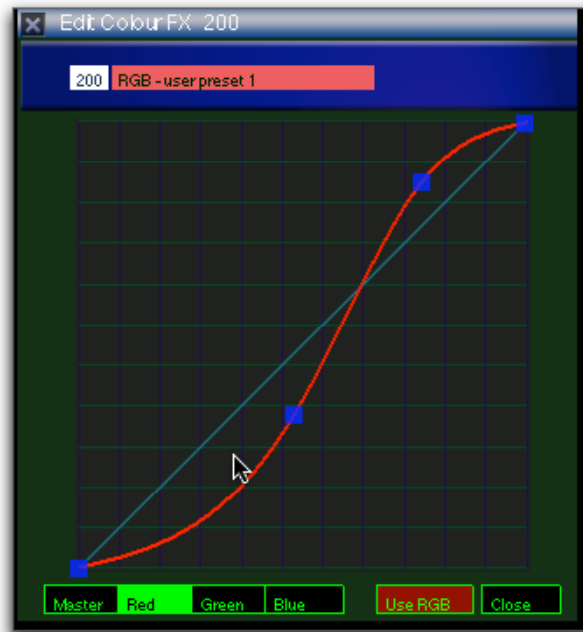 Edit Colour FX 200
200 RGB - user preset 1
Master Red Green Blue Use RGB Close